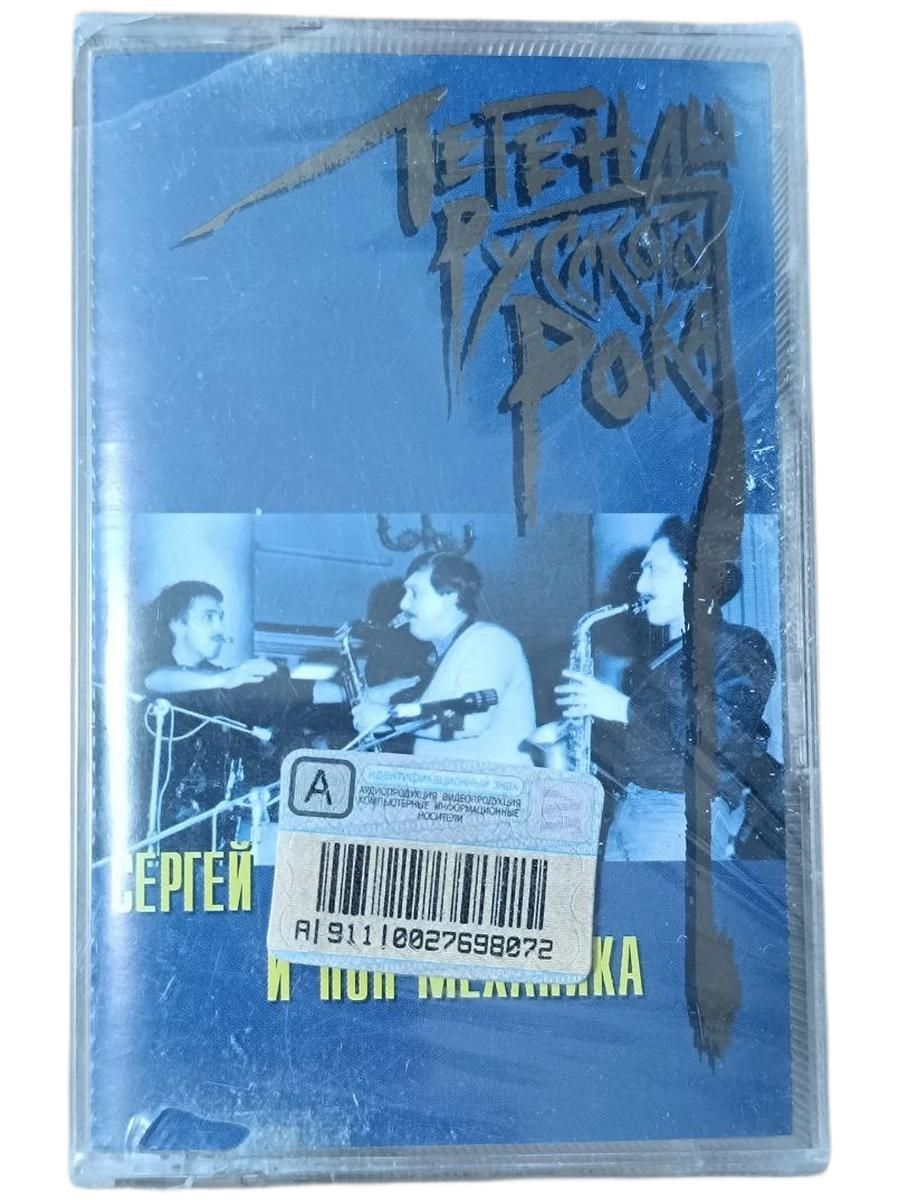 Легенды
Русского
Рока
А
идентификационный знак
АУДИОПРОДУКЦИЯ ВИДЕОПРОДУКЦИЯ
КОМПЬЮТЕРНЫЕ ИНФОРМАЦИОННЫЕ
НОСИТЕЛИ
СЕРГЕЙ
А|911|0027698072
И ПОП МЕХАНИКА